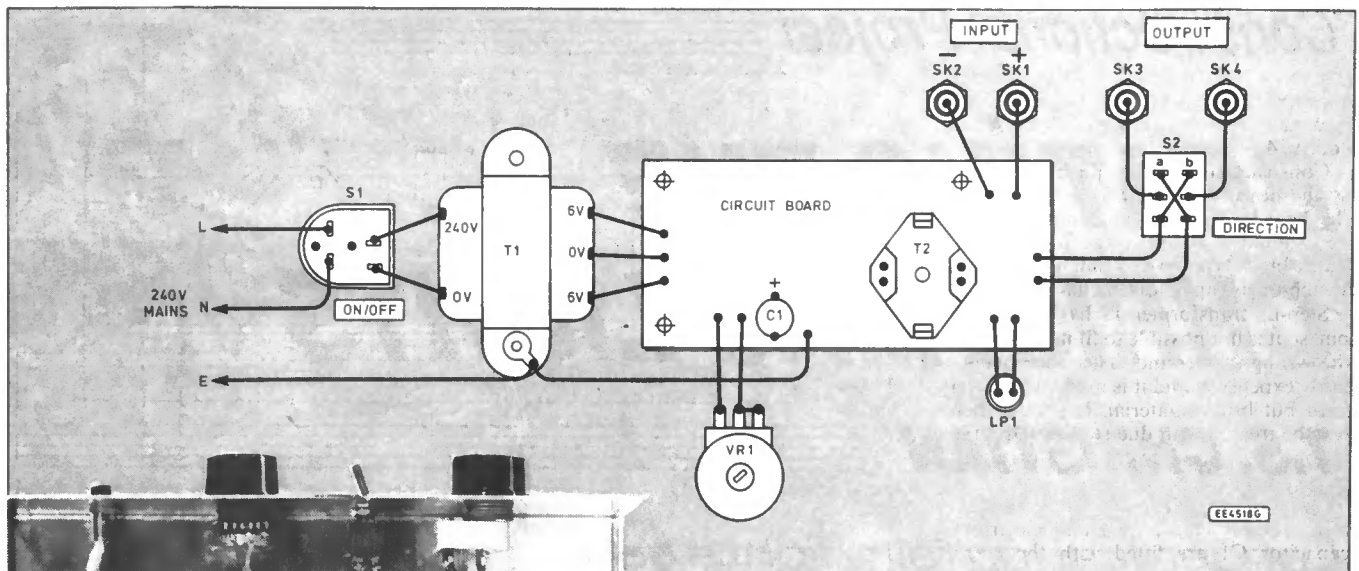 INPUT
OUTPUT
− +
SK2 SK1 SK3 SK4
S2
a b
DIRECTION
S1
L
240V
MAINS N
ON/OFF
E
240V
0V
T1
6V
0V
6V
CIRCUIT BOARD
T2
+
C1
VR1
LP1
EE4518G